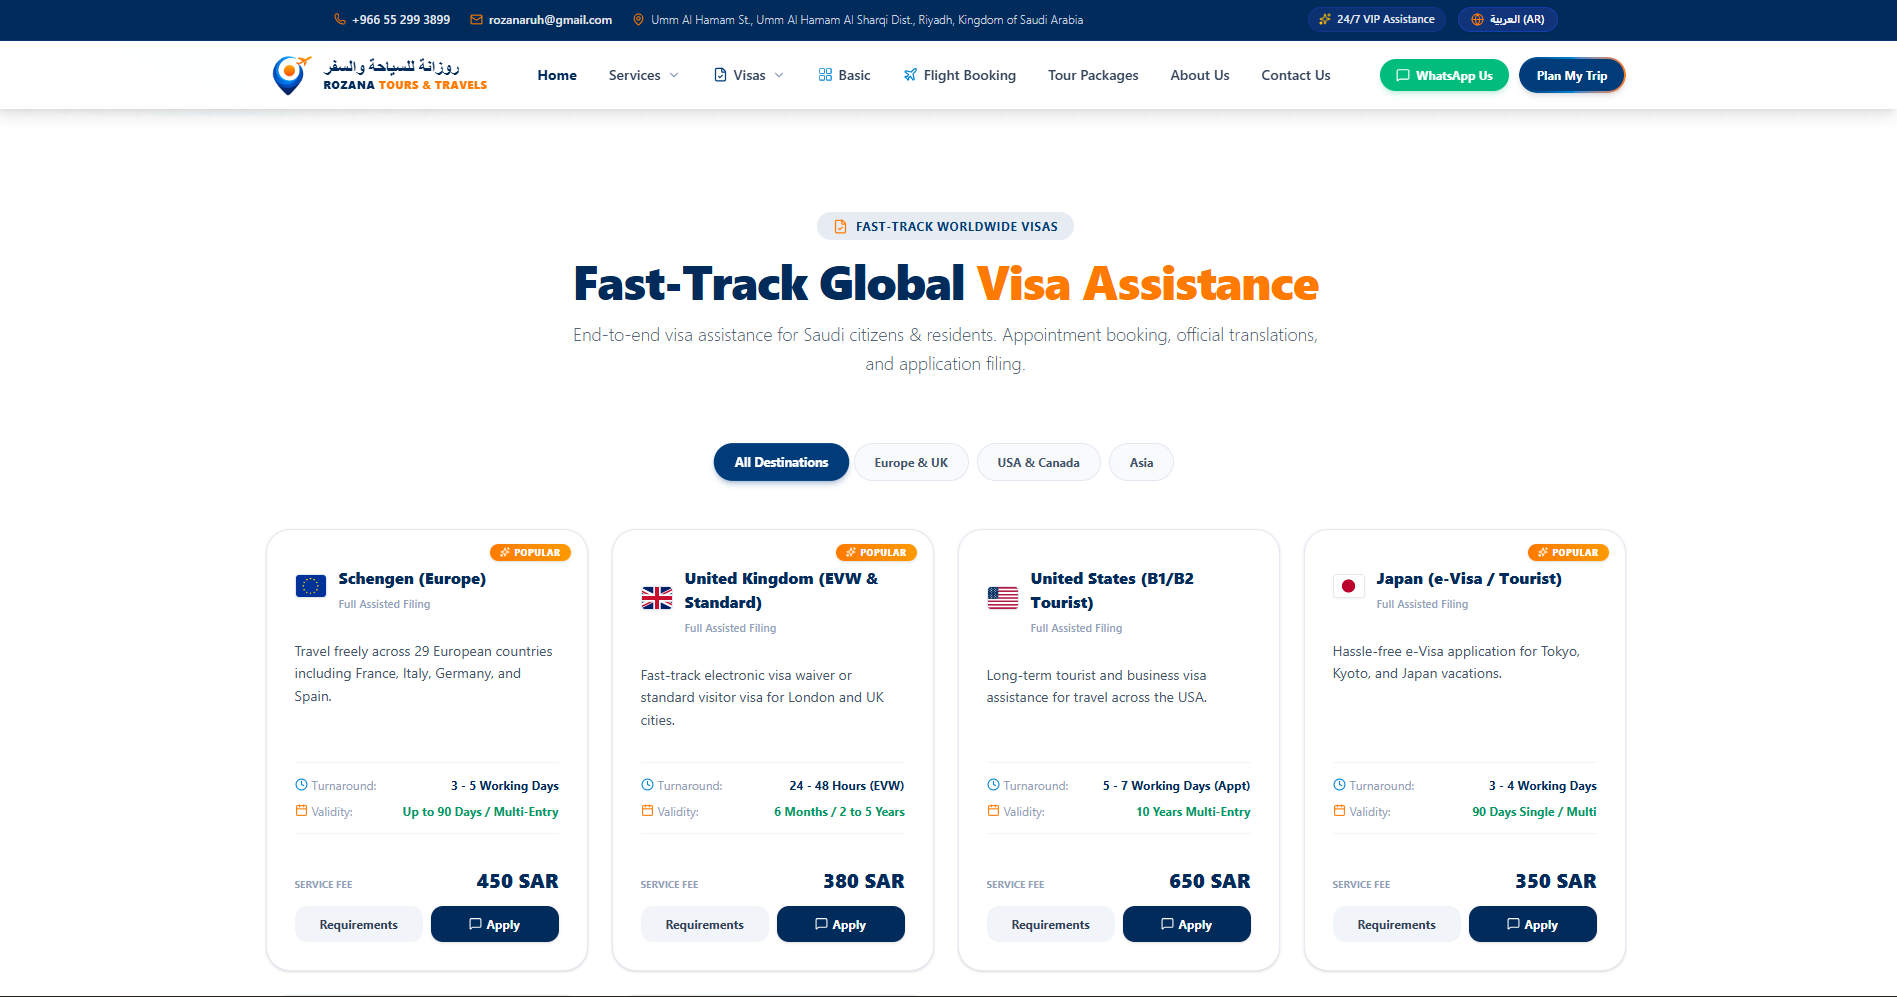 +966 55 299 3899
rozanaruh@gmail.com
Umm Al Hamam St., Umm Al Hamam Al Sharqi Dist., Riyadh, Kingdom of Saudi Arabia
24/7 VIP Assistance
العربية (AR)
روزانة للسياحة والسفر
ROZANA TOURS & TRAVELS
Home
Services
Visas
Basic
Flight Booking
Tour Packages
About Us
Contact Us
WhatsApp Us
Plan My Trip
FAST-TRACK WORLDWIDE VISAS
Fast-Track Global Visa Assistance
End-to-end visa assistance for Saudi citizens & residents. Appointment booking, official translations,
and application filing.
All Destinations
Europe & UK
USA & Canada
Asia
POPULAR
Schengen (Europe)
Full Assisted Filing
Travel freely across 29 European countries
including France, Italy, Germany, and
Spain.
Turnaround: 3 - 5 Working Days
Validity: Up to 90 Days / Multi-Entry
SERVICE FEE 450 SAR
Requirements
Apply
POPULAR
United Kingdom (EVW &
Standard)
Full Assisted Filing
Fast-track electronic visa waiver or
standard visitor visa for London and UK
cities.
Turnaround: 24 - 48 Hours (EVW)
Validity: 6 Months / 2 to 5 Years
SERVICE FEE 380 SAR
Requirements
Apply
United States (B1/B2
Tourist)
Full Assisted Filing
Long-term tourist and business visa
assistance for travel across the USA.
Turnaround: 5 - 7 Working Days (Appt)
Validity: 10 Years Multi-Entry
SERVICE FEE 650 SAR
Requirements
Apply
POPULAR
Japan (e-Visa / Tourist)
Full Assisted Filing
Hassle-free e-Visa application for Tokyo,
Kyoto, and Japan vacations.
Turnaround: 3 - 4 Working Days
Validity: 90 Days Single / Multi
SERVICE FEE 350 SAR
Requirements
Apply